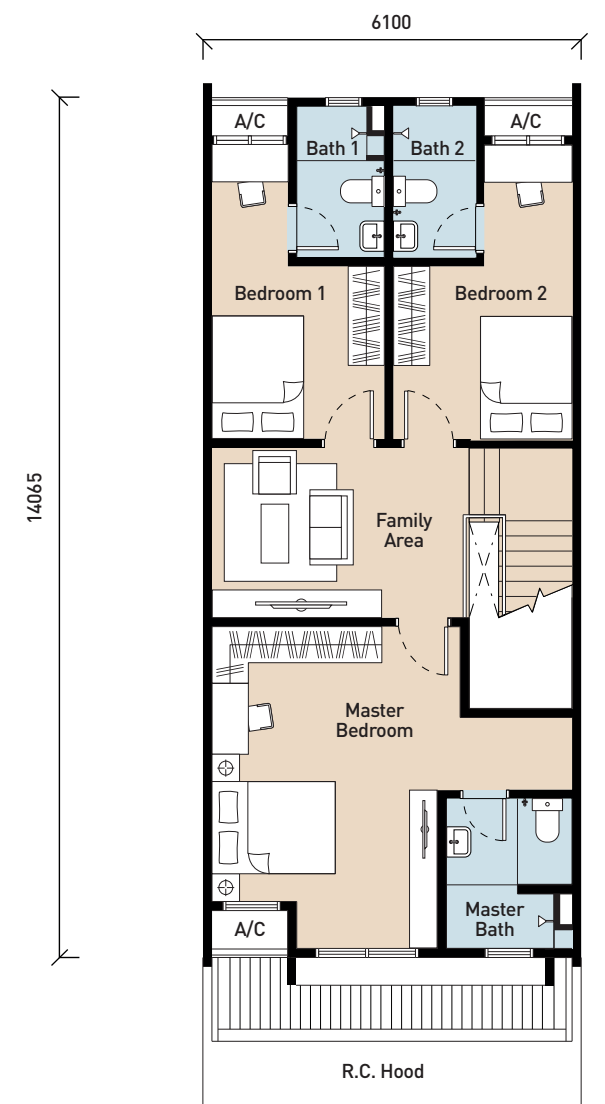 6100
A/C
A/C
Bath 1
Bath 2
Bedroom 1
Bedroom 2
14065
Family
Area
Master
Bedroom
Master
Bath
A/C
R.C. Hood